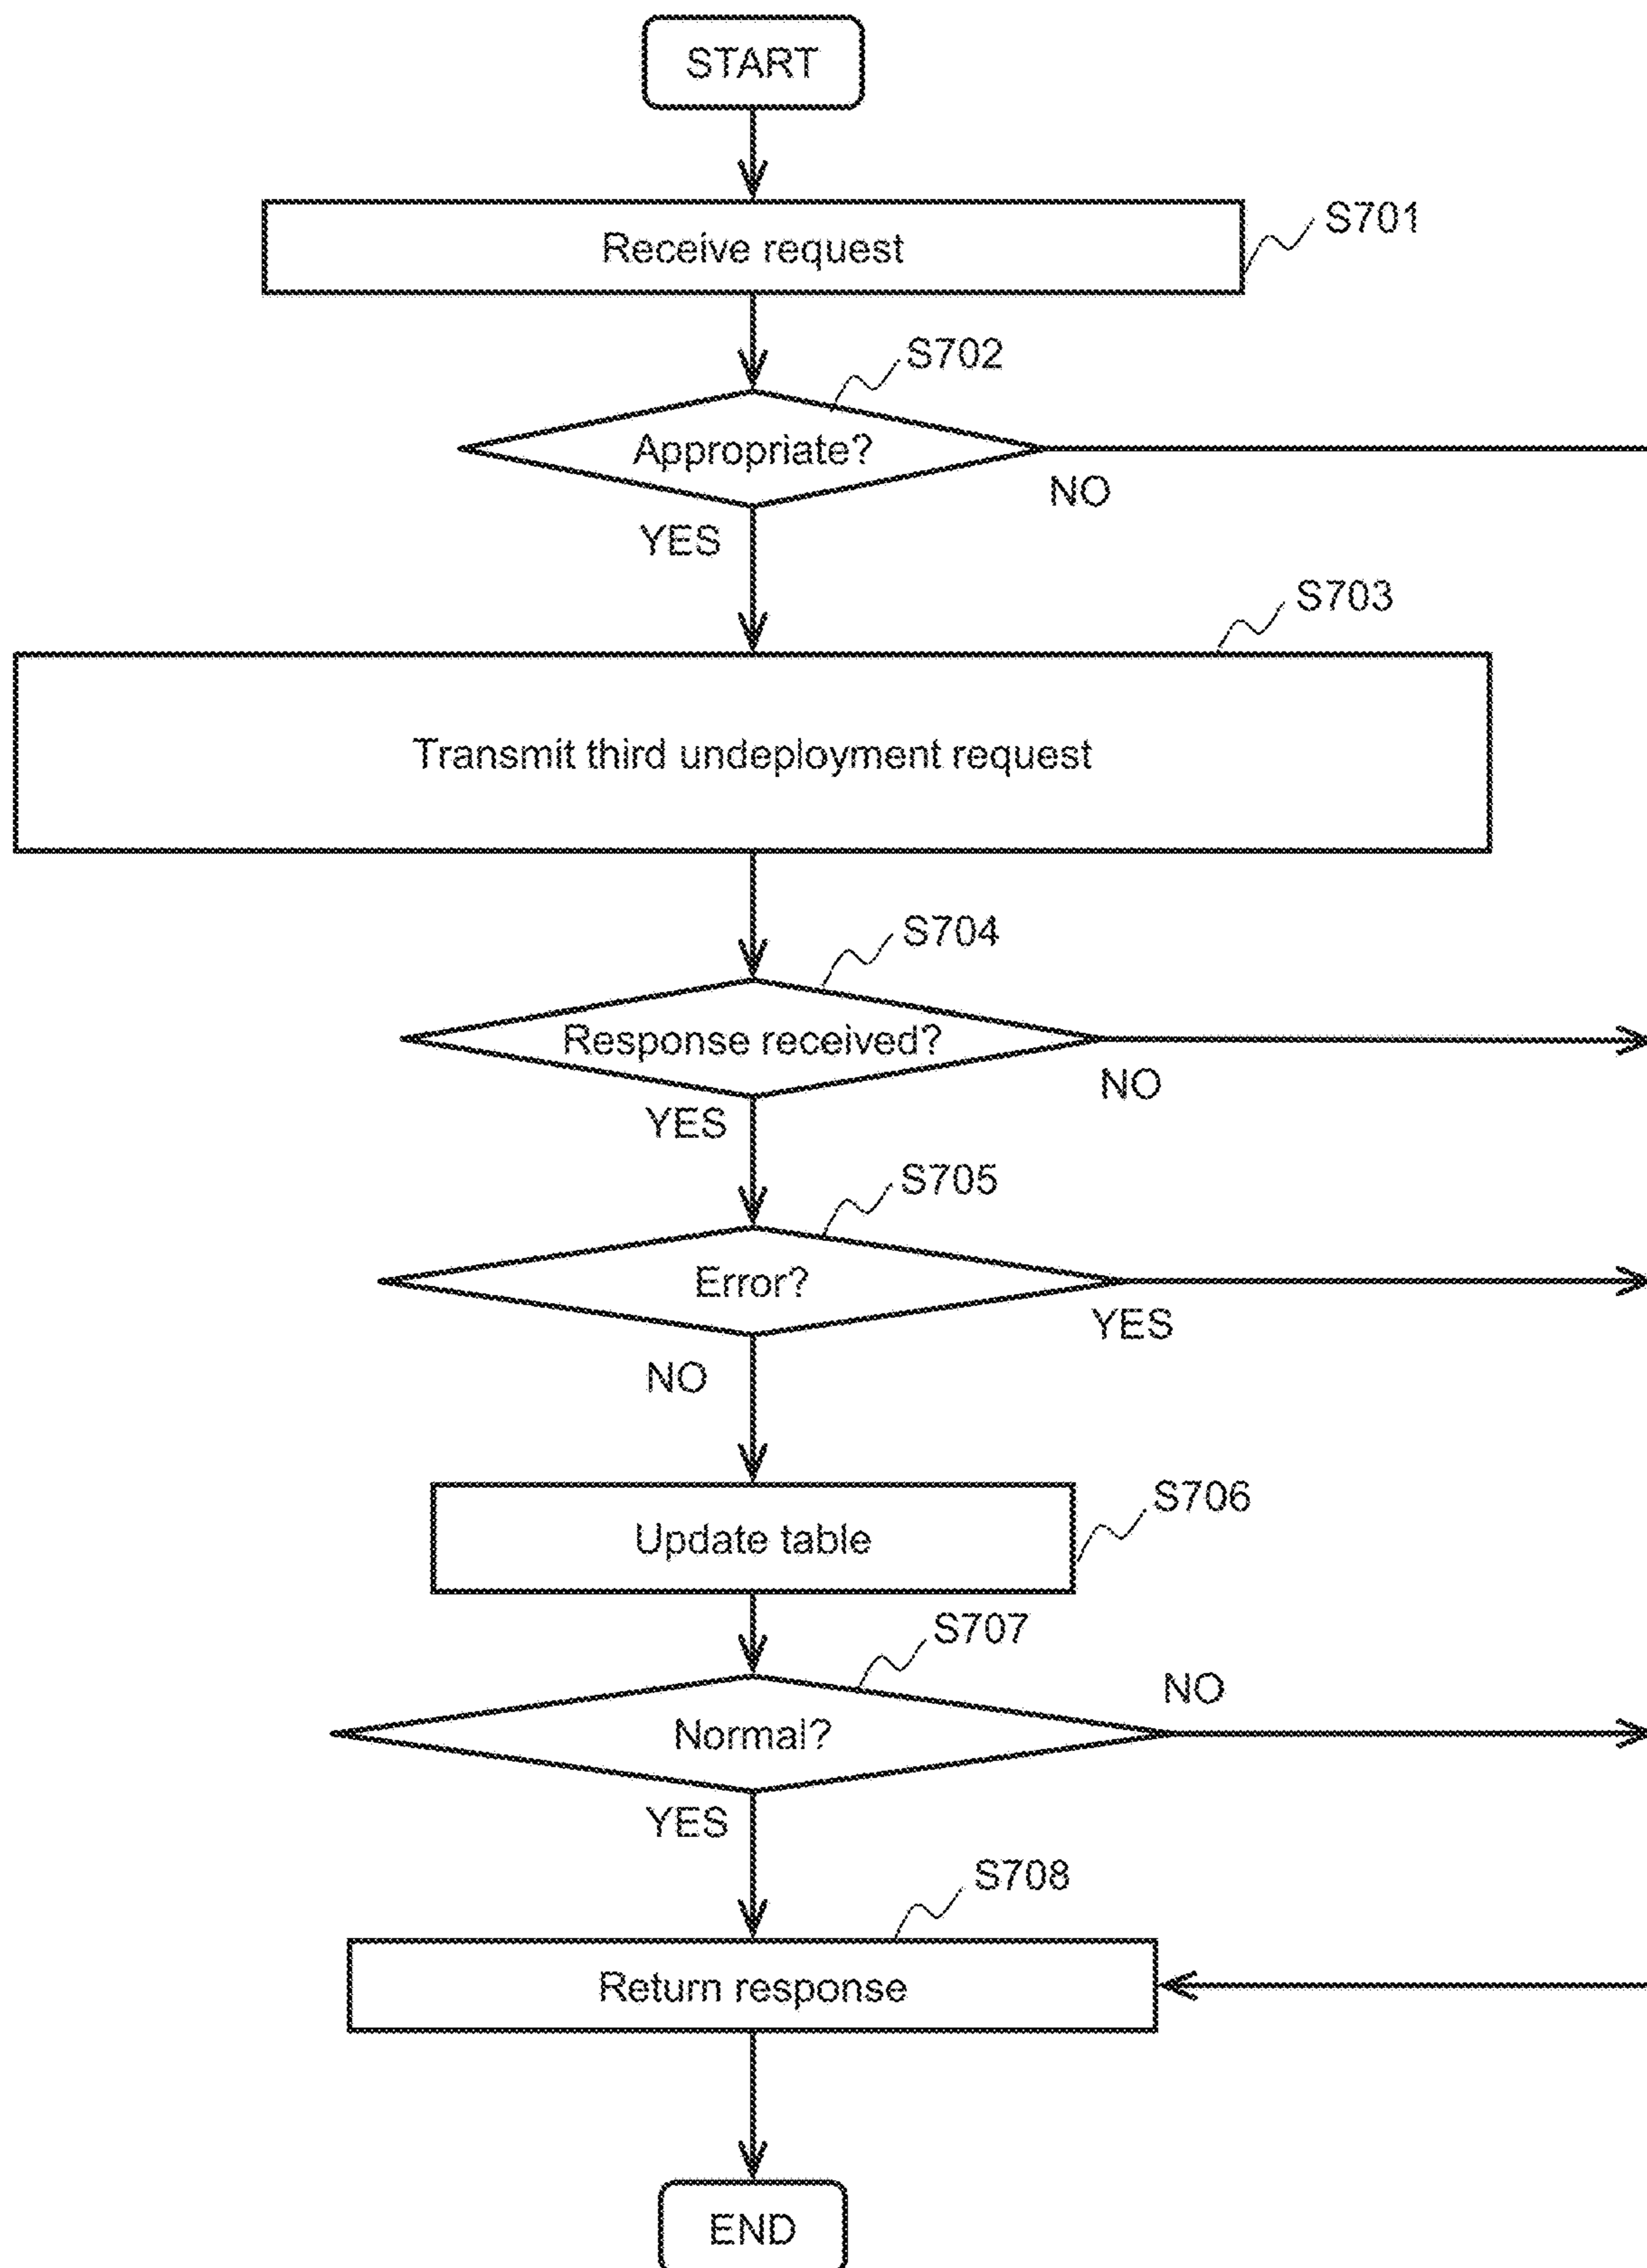 START
Receive request
S701
S702
Appropriate?
NO
YES
S703
Transmit third undeployment request
S704
Response received?
NO
YES
S705
Error?
YES
NO
S706
Update table
S707
NO
Normal?
YES
S708
Return response
END